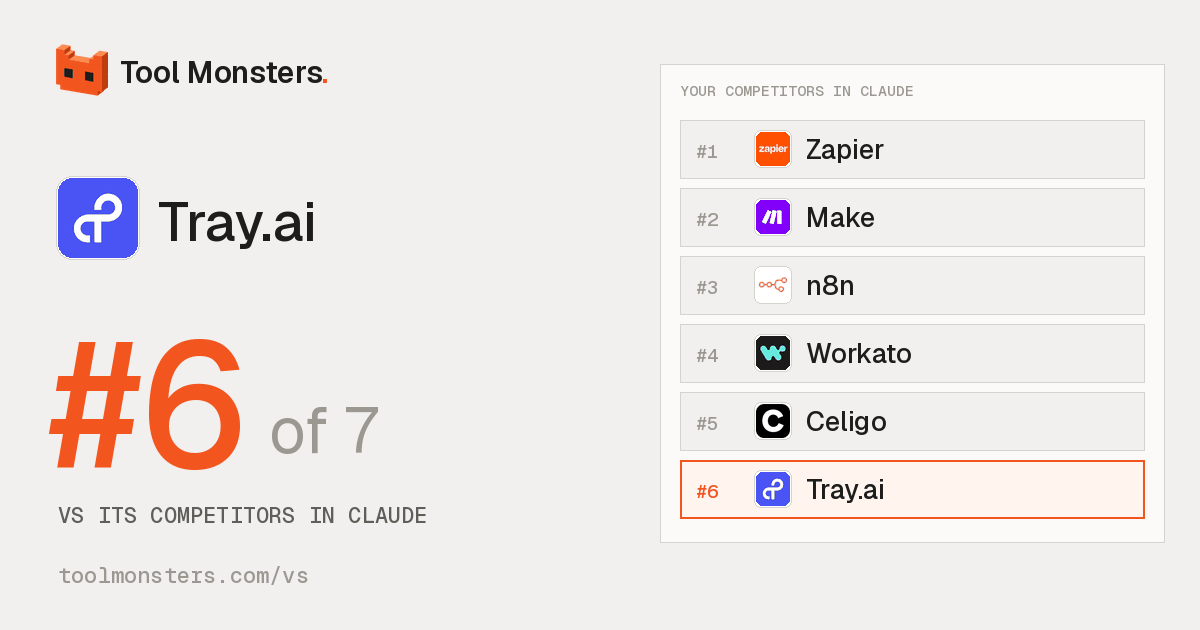 Tool Monsters.
Tray.ai
#6 of 7
VS ITS COMPETITORS IN CLAUDE
toolmonsters.com/vs
YOUR COMPETITORS IN CLAUDE
#1 zapier Zapier
#2 Make
#3 n8n
#4 Workato
#5 C Celigo
#6 Tray.ai